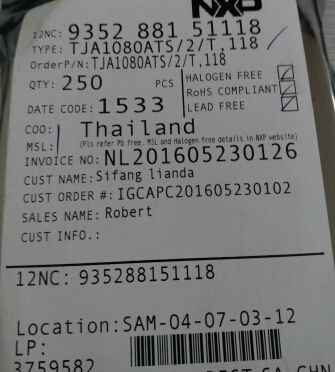 NXP
12NC: 9352 881 51118
TYPE: TJA1080ATS/2/T,118
OrderP/N:TJA1080ATS/2/T,118
QTY: 250 PCS
HALOGEN FREE
RoHS COMPLIANT
DATE CODE: 1533
LEAD FREE
COO: Thailand
MSL: (Pls refer Pb free. MSL and Halogen free details in NXP website)
INVOICE NO: NL201605230126
CUST NAME: Sifang lianda
CUST ORDER #: IGCAPC201605230102
SALES NAME: Robert
CUST INFO.:
12NC: 935288151118
Location: SAM-04-07-03-12
LP:
3759582